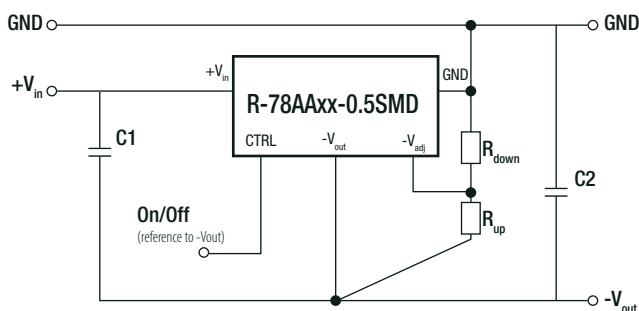 GND
GND
+Vin
+Vin
GND
R-78AAxx-0.5SMD
C1
CTRL
-Vout
-Vadj
Rdown
C2
On/Off
(reference to -Vout)
Rup
-Vout